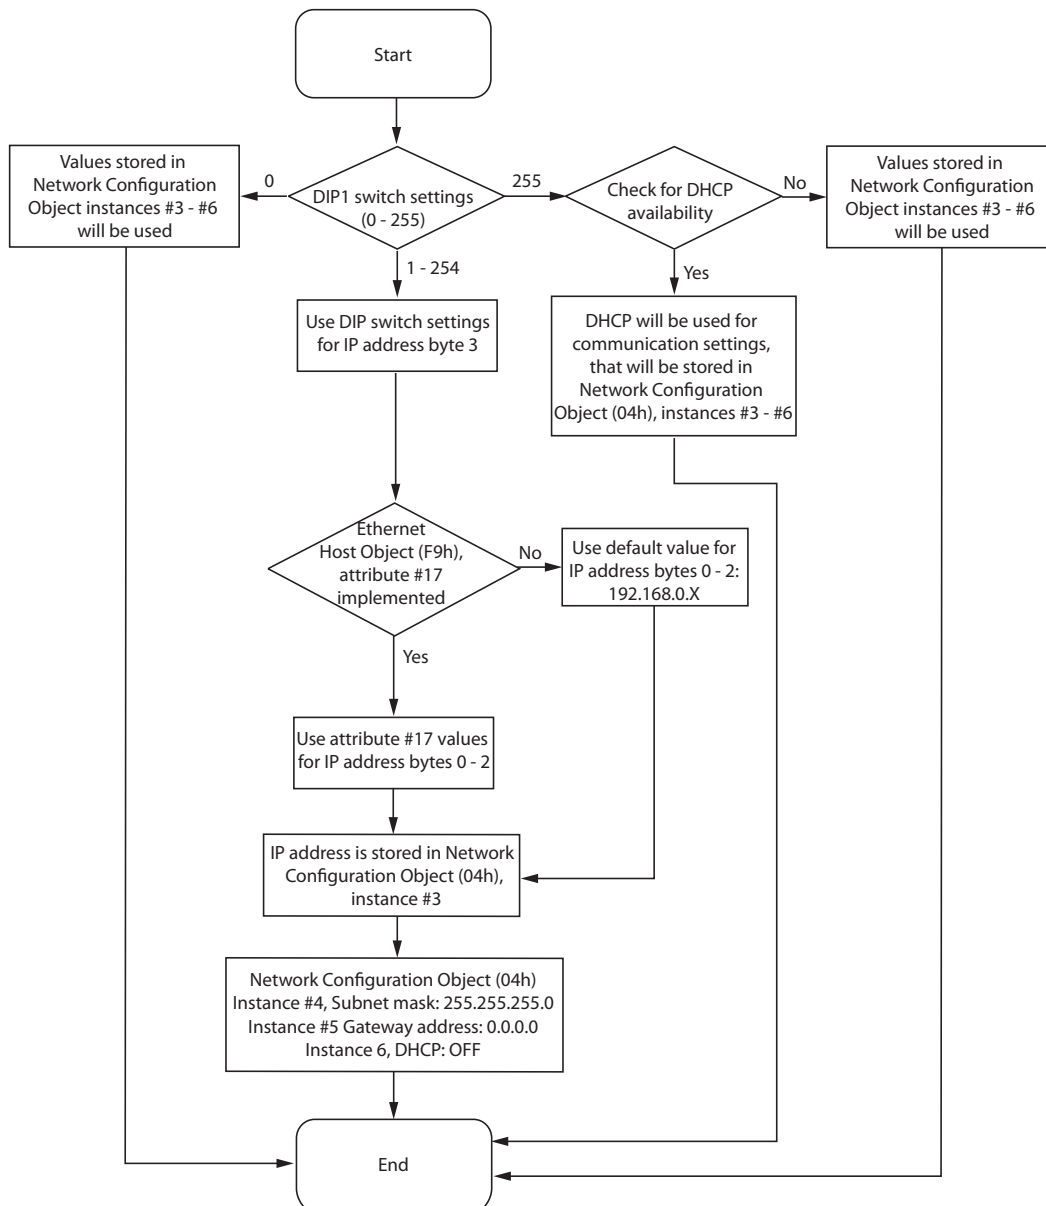 Start
Values stored in
Network Configuration
Object instances #3 - #6
will be used
0
DIP1 switch settings
(0 - 255)
255
Check for DHCP
availability
No
Values stored in
Network Configuration
Object instances #3 - #6
will be used
1 - 254
Yes
Use DIP switch settings
for IP address byte 3
DHCP will be used for
communication settings,
that will be stored in
Network Configuration
Object (04h), instances #3 - #6
Ethernet
Host Object (F9h),
attribute #17
implemented
No
Use default value for
IP address bytes 0 - 2:
192.168.0.X
Yes
Use attribute #17 values
for IP address bytes 0 - 2
IP address is stored in Network
Configuration Object (04h),
instance #3
Network Configuration Object (04h)
Instance #4, Subnet mask: 255.255.255.0
Instance #5 Gateway address: 0.0.0.0
Instance 6, DHCP: OFF
End